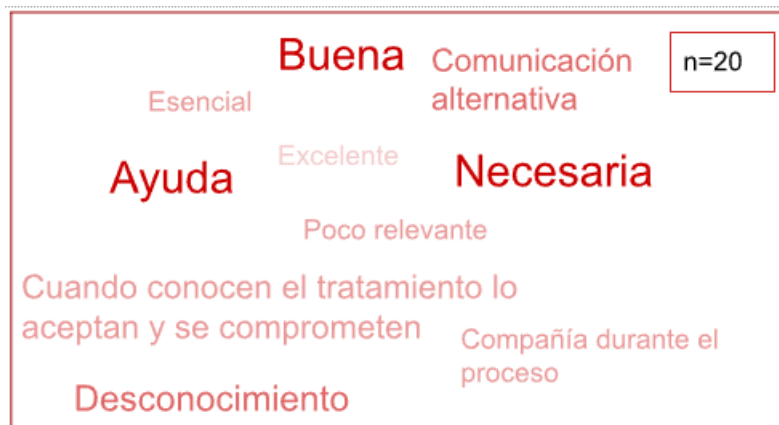 Buena
Comunicación
alternativa
n=20
Esencial
Excelente
Ayuda
Necesaria
Poco relevante
Cuando conocen el tratamiento lo
aceptan y se comprometen
Compañía durante el
proceso
Desconocimiento